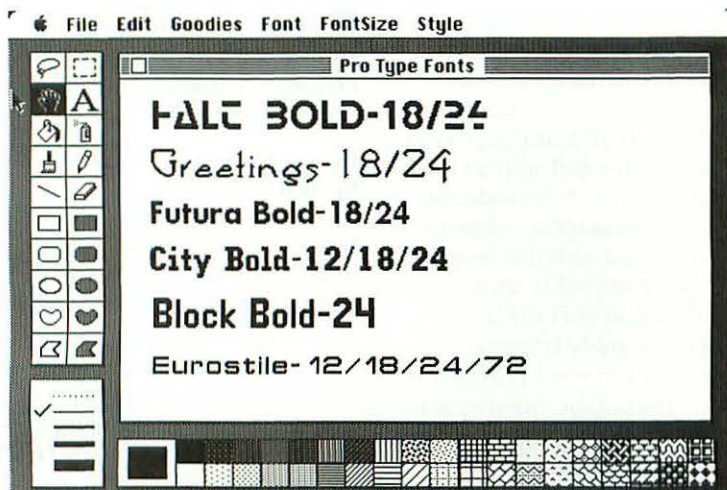 File Edit Goodies Font FontSize Style
Pro Type Fonts
A
HALT BOLD-18/24
Greetings-18/24
Futura Bold-18/24
City Bold-12/18/24
Block Bold-24
Eurostile-12/18/24/72